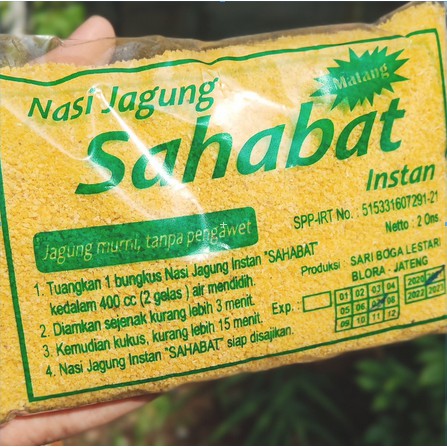 Nasi Jagung
Malang
Sahabat
Instan
SPP-IRT No. : 515331607291-21
Netto : 2 Ons
Jagung murni, tanpa pengawet
1. Tuangkan 1 bungkus Nasi Jagung Instan "SAHABAT"
kedalam 400 cc (2 gelas) air mendidih.
2. Diamkan sejenak kurang lebih 3 menit.
3. Kemudian kukus, kurang lebih 15 menit.
4. Nasi Jagung Instan "SAHABAT" siap disajikan.
Produksi : SARI BOGA LESTARI
BLORA - JATENG
Exp. :
01 02 03 04
05 06 07 08
09 10 11 12
2020
2022 2023